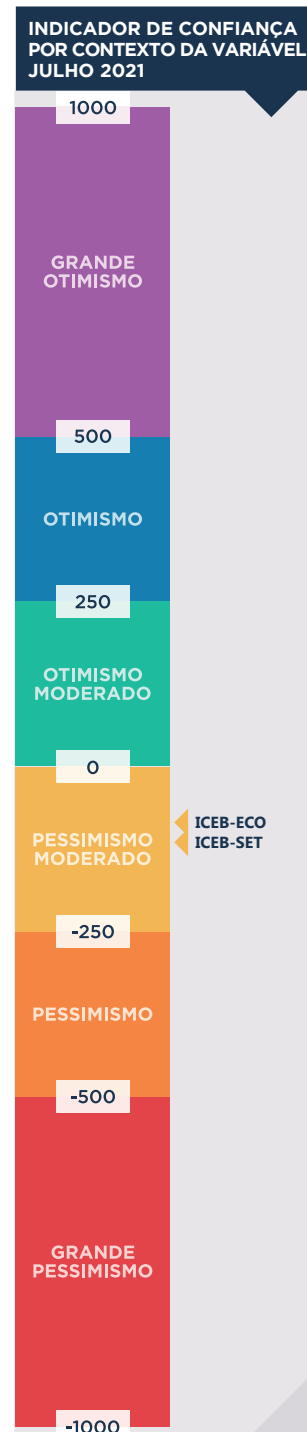 INDICADOR DE CONFIANÇA
POR CONTEXTO DA VARIÁVEL
JULHO 2021
1000
GRANDE
OTIMISMO
500
OTIMISMO
250
OTIMISMO
MODERADO
0
ICEB-ECO
PESSIMISMO
MODERADO
ICEB-SET
-250
PESSIMISMO
-500
GRANDE
PESSIMISMO
-1000